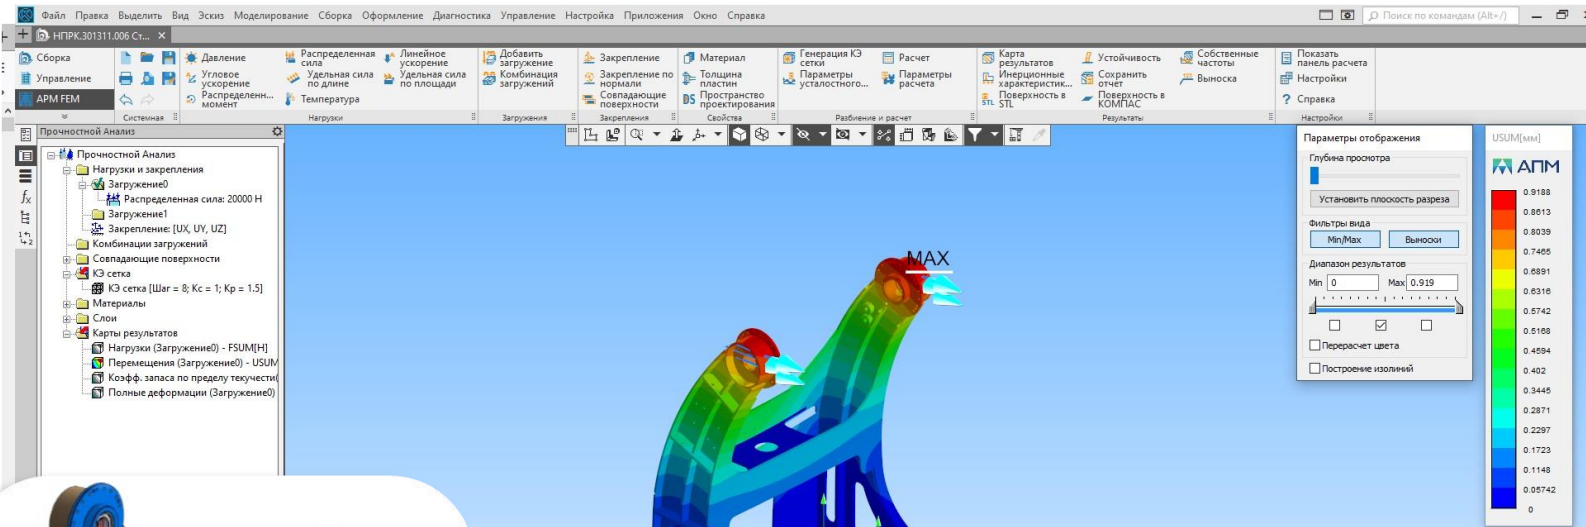 Файл Правка Выделить Вид Эскиз Моделирование Сборка Оформление Диагностика Управление Настройка Приложения Окно Справка
Поиск по командам (Alt+/)
НПРК.301311.006 Ст...
Сборка
Управление
APM FEM
Системная
Давление
Угловое ускорение
Распределенн... момент
Распределенная сила
Удельная сила по длине
Температура
Линейное ускорение
Удельная сила по площади
Нагрузки
Добавить загружение
Комбинация загружений
Загружения
Закрепление
Закрепление по нормали
Совпадающие поверхности
Закрепления
Материал
Толщина пластин
DS Пространство проектирования
Свойства
Генерация КЭ сетки
Параметры усталостного...
Расчет
Параметры расчета
Разбиение и расчет
Карта результатов
Инерционные характеристик...
STL Поверхность в STL
Устойчивость
Сохранить отчет
Поверхность в КОМПАС
Собственные частоты
Выноска
Результаты
Показать панель расчета
Настройки
Справка
Настройки
Прочностной Анализ
Прочностной Анализ
Нагрузки и закрепления
Загружение0
Распределенная сила: 20000 Н
Загружение1
Закрепление: [UX, UY, UZ]
Комбинации загружений
Совпадающие поверхности
КЭ сетка
КЭ сетка [Шаг = 8; Кс = 1; Кр = 1.5]
Материалы
Слои
Карты результатов
Нагрузки (Загружение0) - FSUM[Н]
Перемещения (Загружение0) - USUM
Коэфф. запаса по пределу текучести(
Полные деформации (Загружение0)
MAX
Параметры отображения
Глубина просмотра
Установить плоскость разреза
Фильтры вида
Min/Max Выноски
Диапазон результатов
Min 0 Max 0.919
Перерасчет цвета
Построение изолиний
USUM[мм]
АПМ
0.9188
0.8613
0.8039
0.7465
0.6891
0.6316
0.5742
0.5168
0.4594
0.402
0.3445
0.2871
0.2297
0.1723
0.1148
0.05742
0